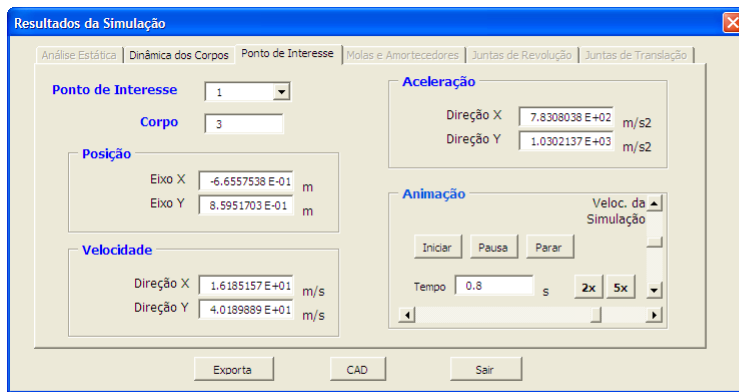 Resultados da Simulação
Análise Estática
Dinâmica dos Corpos
Ponto de Interesse
Molas e Amortecedores
Juntas de Revolução
Juntas de Translação
Ponto de Interesse 1
Corpo 3
Posição
Eixo X -6.6557538 E-01 m
Eixo Y 8.5951703 E-01 m
Velocidade
Direção X 1.6185157 E+01 m/s
Direção Y 4.0189889 E+01 m/s
Aceleração
Direção X 7.8308038 E+02 m/s2
Direção Y 1.0302137 E+03 m/s2
Animação
Veloc. da
Simulação
Iniciar Pausa Parar
Tempo 0.8 s 2x 5x
Exporta CAD Sair